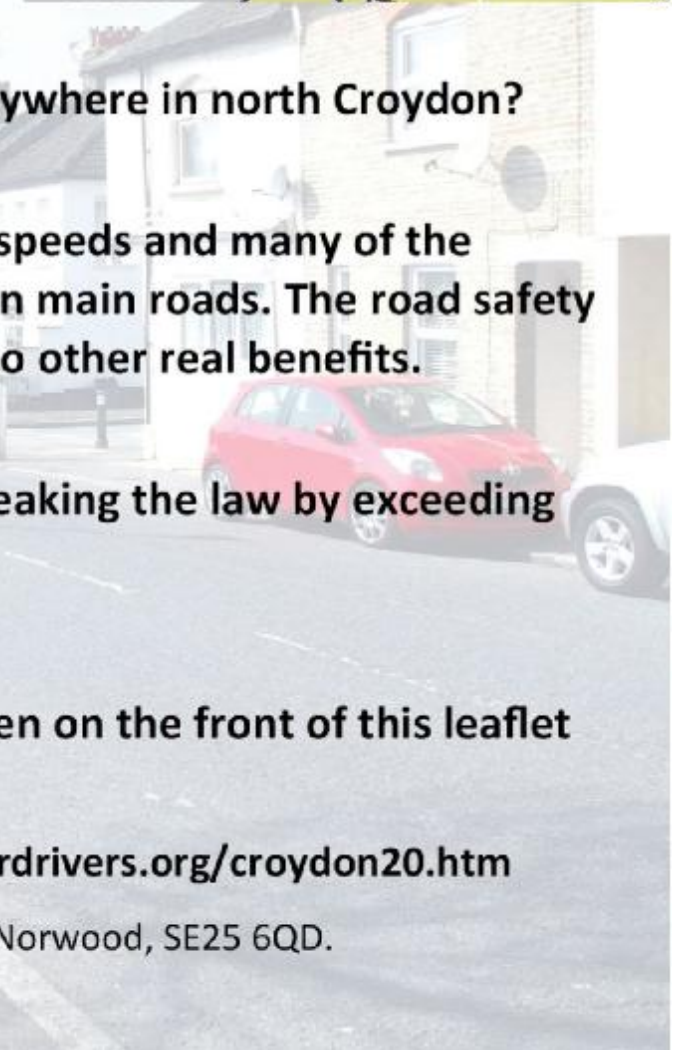 ywhere in north Croydon?
speeds and many of the
n main roads. The road safety
o other real benefits.
eaking the law by exceeding
en on the front of this leaflet
rdrivers.org/croydon20.htm
Norwood, SE25 6QD.